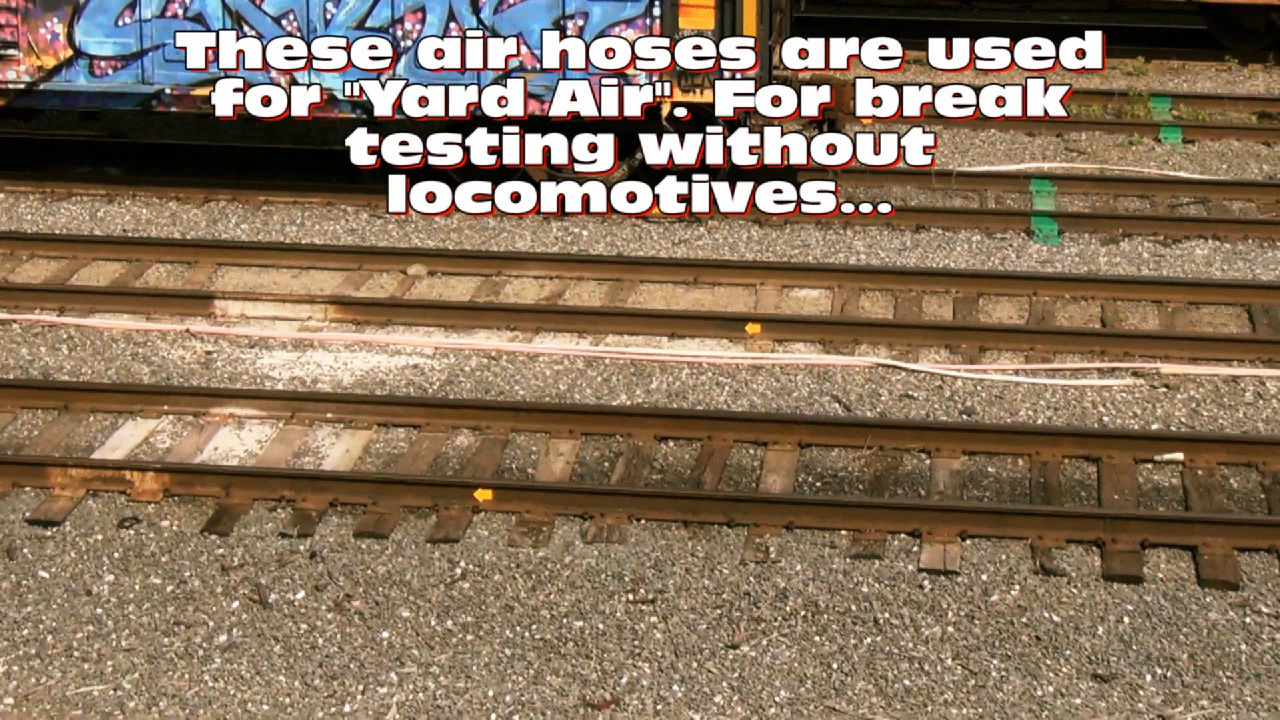 These air hoses are used
for "Yard Air". For break
testing without
locomotives...